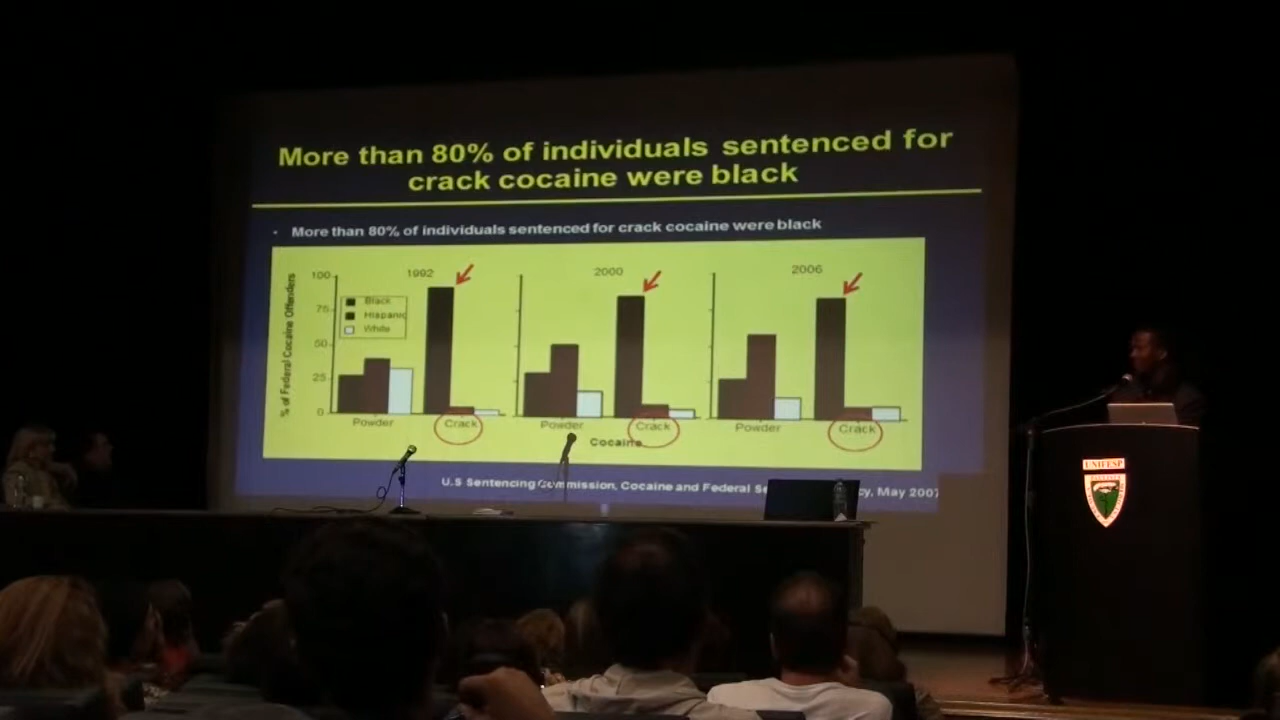 More than 80% of individuals sentenced for
crack cocaine were black
• More than 80% of individuals sentenced for crack cocaine were black
% of Federal Cocaine Offenders
100
75
50
25
0
1992
2000
2006
Black
Hispanic
White
Powder
Crack
Powder
Crack
Powder
Crack
Cocaine
U.S Sentencing Commission, Cocaine and Federal Se cy, May 2007
UNIFESP